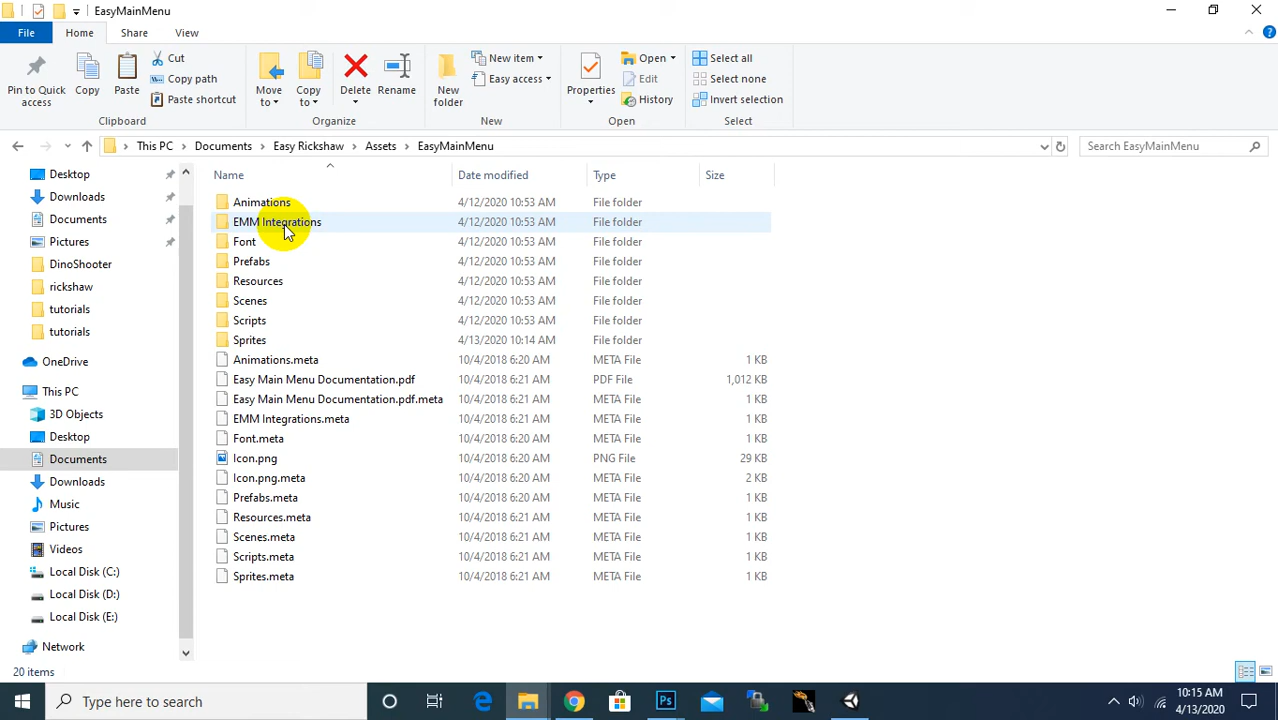 EasyMainMenu
File Home Share View
Pin to Quick access
Copy
Paste
Cut
Copy path
Paste shortcut
Move to
Copy to
Delete
Rename
New folder
New item
Easy access
Properties
Open
Edit
History
Select all
Select none
Invert selection
Clipboard Organize New Open Select
This PC Documents Easy Rickshaw Assets EasyMainMenu
Search EasyMainMenu
Desktop
Downloads
Documents
Pictures
DinoShooter
rickshaw
tutorials
tutorials
OneDrive
This PC
3D Objects
Desktop
Documents
Downloads
Music
Pictures
Videos
Local Disk (C:)
Local Disk (D:)
Local Disk (E:)
Network
Name Date modified Type Size
Animations 4/12/2020 10:53 AM File folder
EMM Integrations 4/12/2020 10:53 AM File folder
Font 4/12/2020 10:53 AM File folder
Prefabs 4/12/2020 10:53 AM File folder
Resources 4/12/2020 10:53 AM File folder
Scenes 4/12/2020 10:53 AM File folder
Scripts 4/12/2020 10:53 AM File folder
Sprites 4/13/2020 10:14 AM File folder
Animations.meta 10/4/2018 6:20 AM META File 1 KB
Easy Main Menu Documentation.pdf 10/4/2018 6:21 AM PDF File 1,012 KB
Easy Main Menu Documentation.pdf.meta 10/4/2018 6:21 AM META File 1 KB
EMM Integrations.meta 10/4/2018 6:21 AM META File 1 KB
Font.meta 10/4/2018 6:20 AM META File 1 KB
Icon.png 10/4/2018 6:20 AM PNG File 29 KB
Icon.png.meta 10/4/2018 6:20 AM META File 2 KB
Prefabs.meta 10/4/2018 6:20 AM META File 1 KB
Resources.meta 10/4/2018 6:21 AM META File 1 KB
Scenes.meta 10/4/2018 6:21 AM META File 1 KB
Scripts.meta 10/4/2018 6:21 AM META File 1 KB
Sprites.meta 10/4/2018 6:21 AM META File 1 KB
20 items
Type here to search
Ps
10:15 AM
4/13/2020